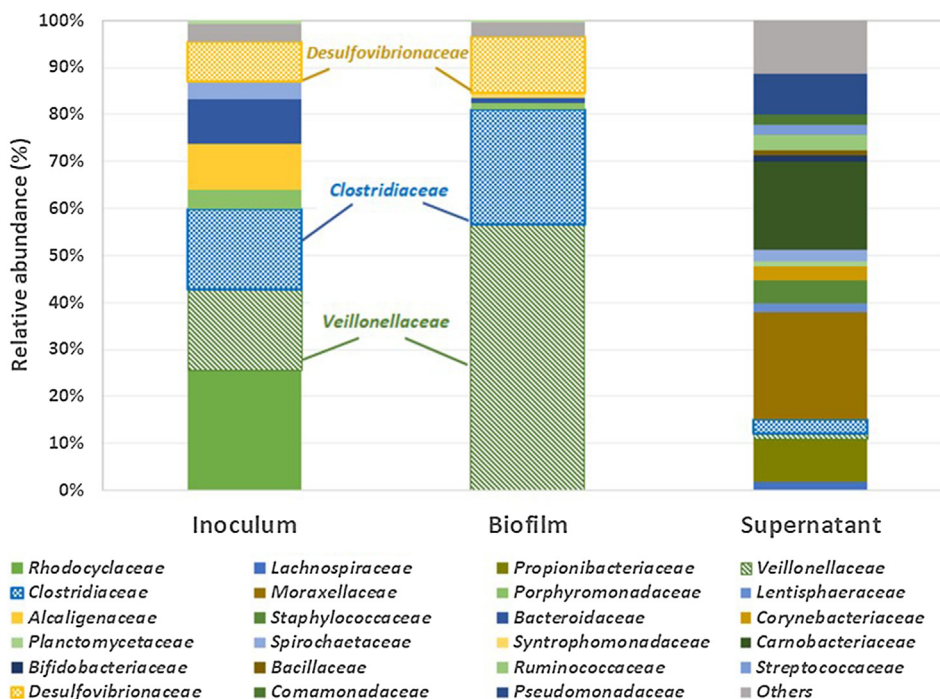 100%
90%
80%
70%
60%
50%
40%
30%
20%
10%
0%
Relative abundance (%)
Desulfovibrionaceae
Clostridiaceae
Veillonellaceae
Inoculum Biofilm Supernatant
Rhodocyclaceae Lachnospiraceae Propionibacteriaceae Veillonellaceae
Clostridiaceae Moraxellaceae Porphyromonadaceae Lentisphaeraceae
Alcaligenaceae Staphylococcaceae Bacteroidaceae Corynebacteriaceae
Planctomycetaceae Spirochaetaceae Syntrophomonadaceae Carnobacteriaceae
Bifidobacteriaceae Bacillaceae Ruminococcaceae Streptococcaceae
Desulfovibrionaceae Comamonadaceae Pseudomonadaceae Others